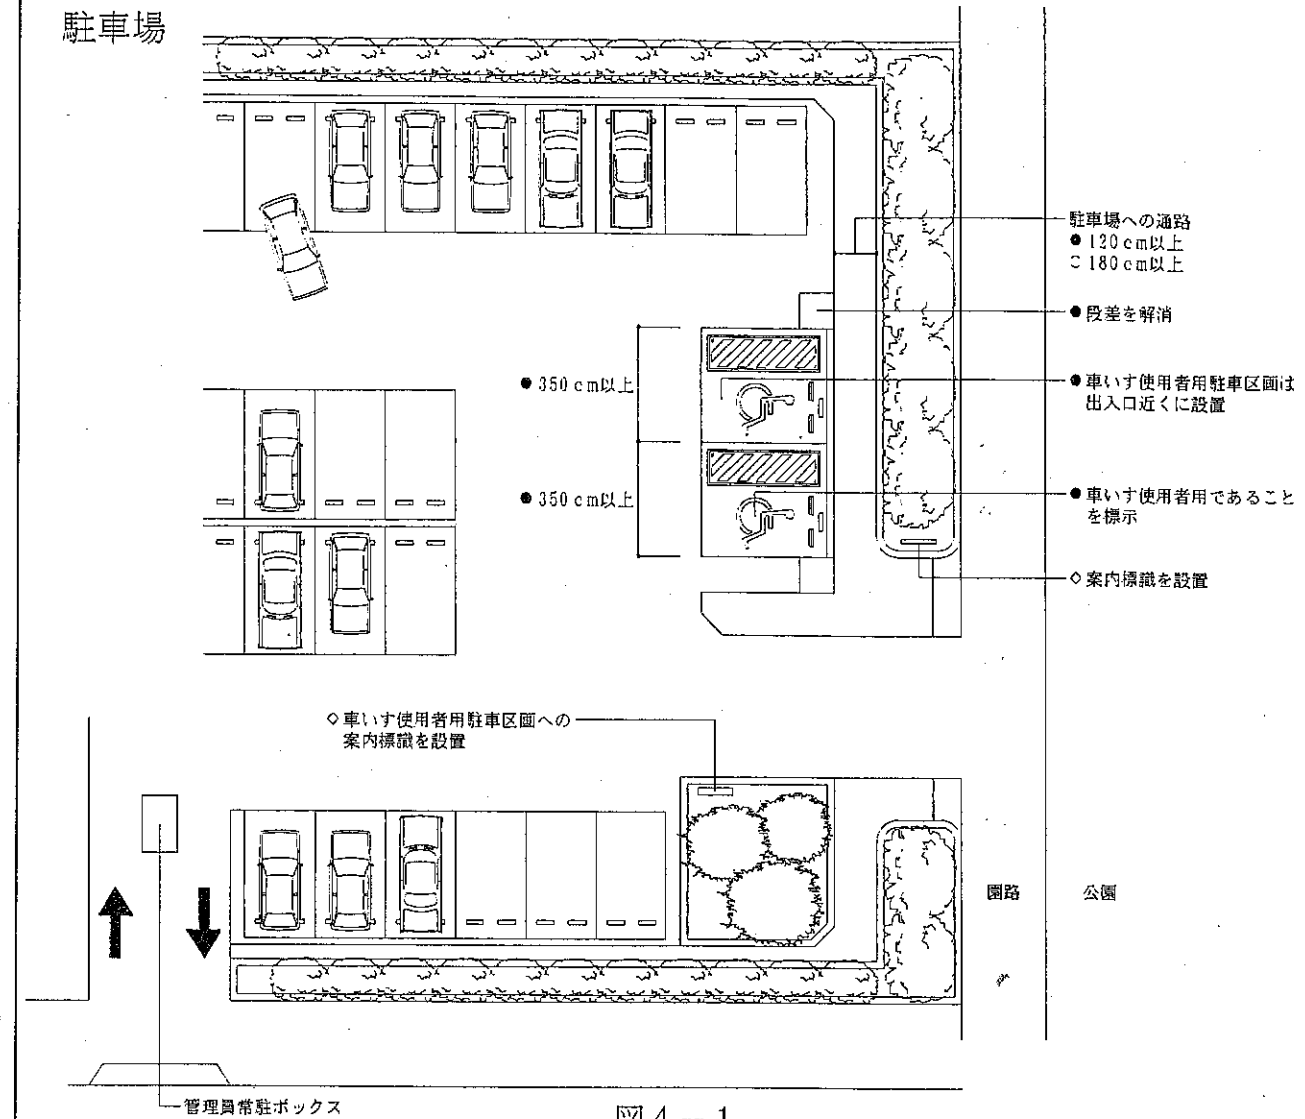 駐車場
駐車場への通路
● 120cm以上
○ 180cm以上
● 段差を解消
● 350cm以上
● 車いす使用者用駐車区画は
出入口近くに設置
● 350cm以上
● 車いす使用者用であること
を標示
◇ 案内標識を設置
◇ 車いす使用者用駐車区画への
案内標識を設置
園路
公園
管理員常駐ボックス
図4－1